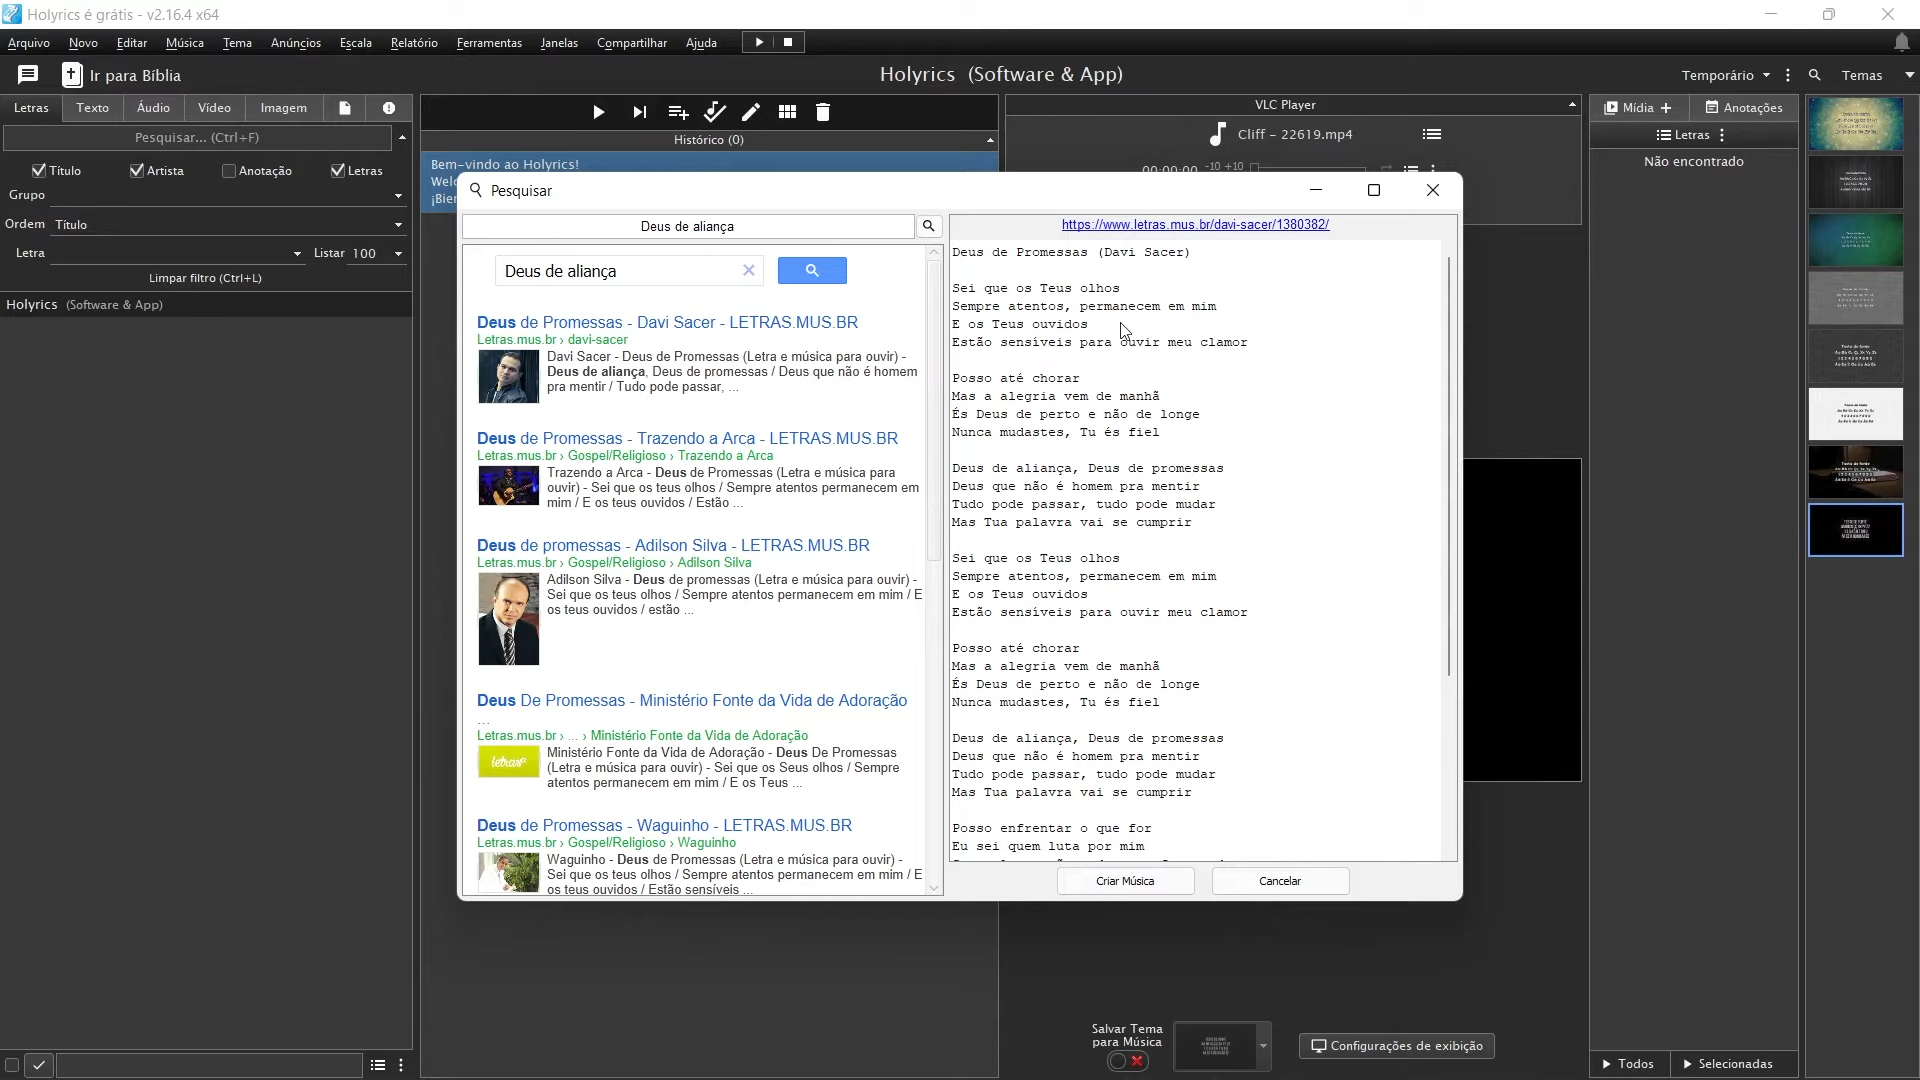 Holyrics é grátis - v2.16.4 x64
Arquivo Novo Editar Música Tema Anúncios Escala Relatório Ferramentas Janelas Compartilhar Ajuda
Ir para Bíblia
Holyrics (Software & App)
Temporário
Temas
Letras Texto Áudio Vídeo Imagem
Pesquisar... (Ctrl+F)
Título Artista Anotação Letras
Grupo
Ordem Título
Letra Listar 100
Limpar filtro (Ctrl+L)
Holyrics (Software & App)
Histórico (0)
Bem-vindo ao Holyrics!
Welc
¡Bier
VLC Player
Cliff - 22619.mp4
00:00:00 -10 +10
Mídia + Anotações
Letras
Não encontrado
Pesquisar
Deus de aliança
Deus de aliança
Deus de Promessas - Davi Sacer - LETRAS.MUS.BR
Letras.mus.br › davi-sacer
Davi Sacer - Deus de Promessas (Letra e música para ouvir) -
Deus de aliança, Deus de promessas / Deus que não é homem
pra mentir / Tudo pode passar, ...
Deus de Promessas - Trazendo a Arca - LETRAS.MUS.BR
Letras.mus.br › Gospel/Religioso › Trazendo a Arca
Trazendo a Arca - Deus de Promessas (Letra e música para
ouvir) - Sei que os teus olhos / Sempre atentos permanecem em
mim / E os teus ouvidos / Estão ...
Deus de promessas - Adilson Silva - LETRAS.MUS.BR
Letras.mus.br › Gospel/Religioso › Adilson Silva
Adilson Silva - Deus de promessas (Letra e música para ouvir) -
Sei que os teus olhos / Sempre atentos permanecem em mim / E
os teus ouvidos / estão ...
Deus De Promessas - Ministério Fonte da Vida de Adoração
...
Letras.mus.br › ... › Ministério Fonte da Vida de Adoração
letras
Ministério Fonte da Vida de Adoração - Deus De Promessas
(Letra e música para ouvir) - Sei que os Seus olhos / Sempre
atentos permanecem em mim / E os Teus ...
Deus de Promessas - Waguinho - LETRAS.MUS.BR
Letras.mus.br › Gospel/Religioso › Waguinho
Waguinho - Deus de Promessas (Letra e música para ouvir) -
Sei que os teus olhos / Sempre atentos permanecem em mim / E
os teus ouvidos / Estão sensíveis ...
https://www.letras.mus.br/davi-sacer/1380382/
Deus de Promessas (Davi Sacer)
Sei que os Teus olhos
Sempre atentos, permanecem em mim
E os Teus ouvidos
Estão sensíveis para ouvir meu clamor
Posso até chorar
Mas a alegria vem de manhã
És Deus de perto e não de longe
Nunca mudastes, Tu és fiel
Deus de aliança, Deus de promessas
Deus que não é homem pra mentir
Tudo pode passar, tudo pode mudar
Mas Tua palavra vai se cumprir
Sei que os Teus olhos
Sempre atentos, permanecem em mim
E os Teus ouvidos
Estão sensíveis para ouvir meu clamor
Posso até chorar
Mas a alegria vem de manhã
És Deus de perto e não de longe
Nunca mudastes, Tu és fiel
Deus de aliança, Deus de promessas
Deus que não é homem pra mentir
Tudo pode passar, tudo pode mudar
Mas Tua palavra vai se cumprir
Posso enfrentar o que for
Eu sei quem luta por mim
Criar Música
Cancelar
Salvar Tema
para Música
Configurações de exibição
Todos
Selecionadas